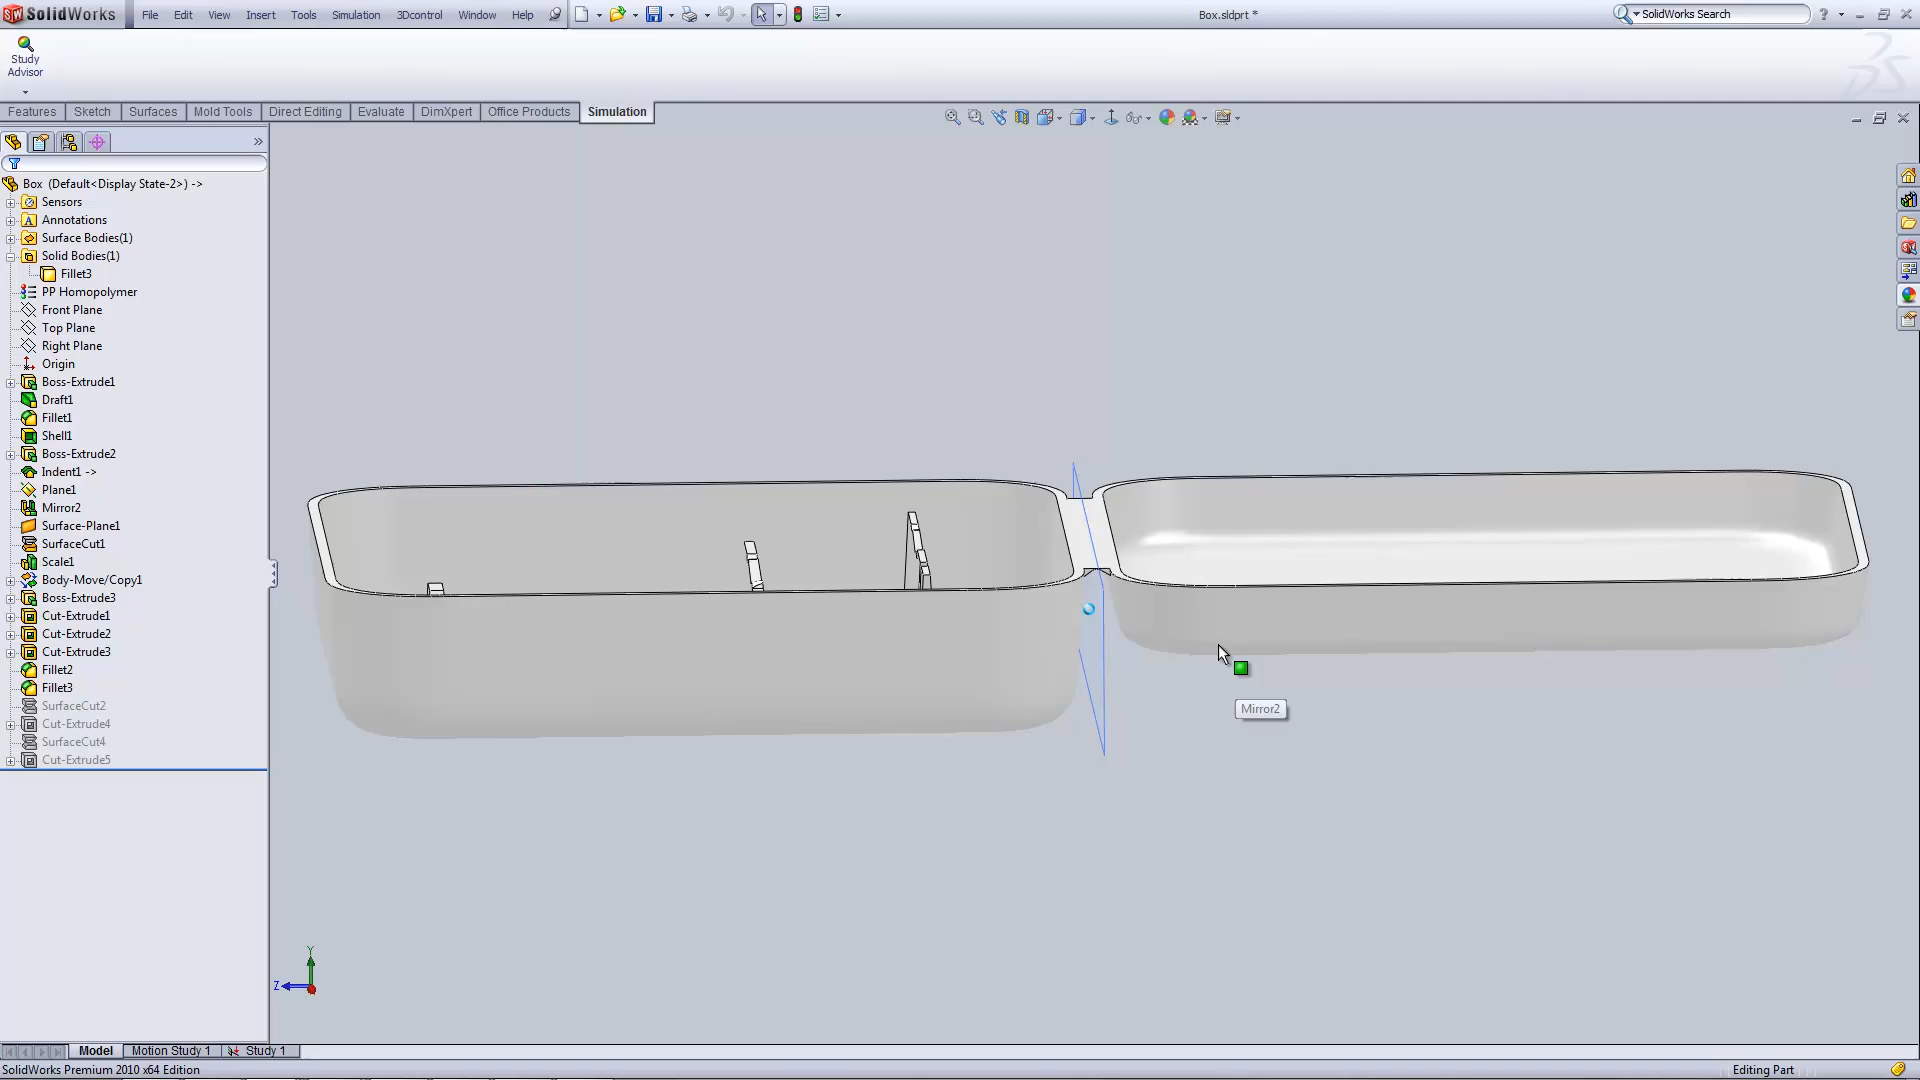 SolidWorks File Edit View Insert Tools Simulation 3Dcontrol Window Help Box.sldprt * SolidWorks Search ?
Study
Advisor
Features Sketch Surfaces Mold Tools Direct Editing Evaluate DimXpert Office Products Simulation
Box (Default<Display State-2>) ->
Sensors
Annotations
Surface Bodies(1)
Solid Bodies(1)
Fillet3
PP Homopolymer
Front Plane
Top Plane
Right Plane
Origin
Boss-Extrude1
Draft1
Fillet1
Shell1
Boss-Extrude2
Indent1 ->
Plane1
Mirror2
Surface-Plane1
SurfaceCut1
Scale1
Body-Move/Copy1
Boss-Extrude3
Cut-Extrude1
Cut-Extrude2
Cut-Extrude3
Fillet2
Fillet3
SurfaceCut2
Cut-Extrude4
SurfaceCut4
Cut-Extrude5
Mirror2
Y
Z
Model Motion Study 1 Study 1
SolidWorks Premium 2010 x64 Edition Editing Part